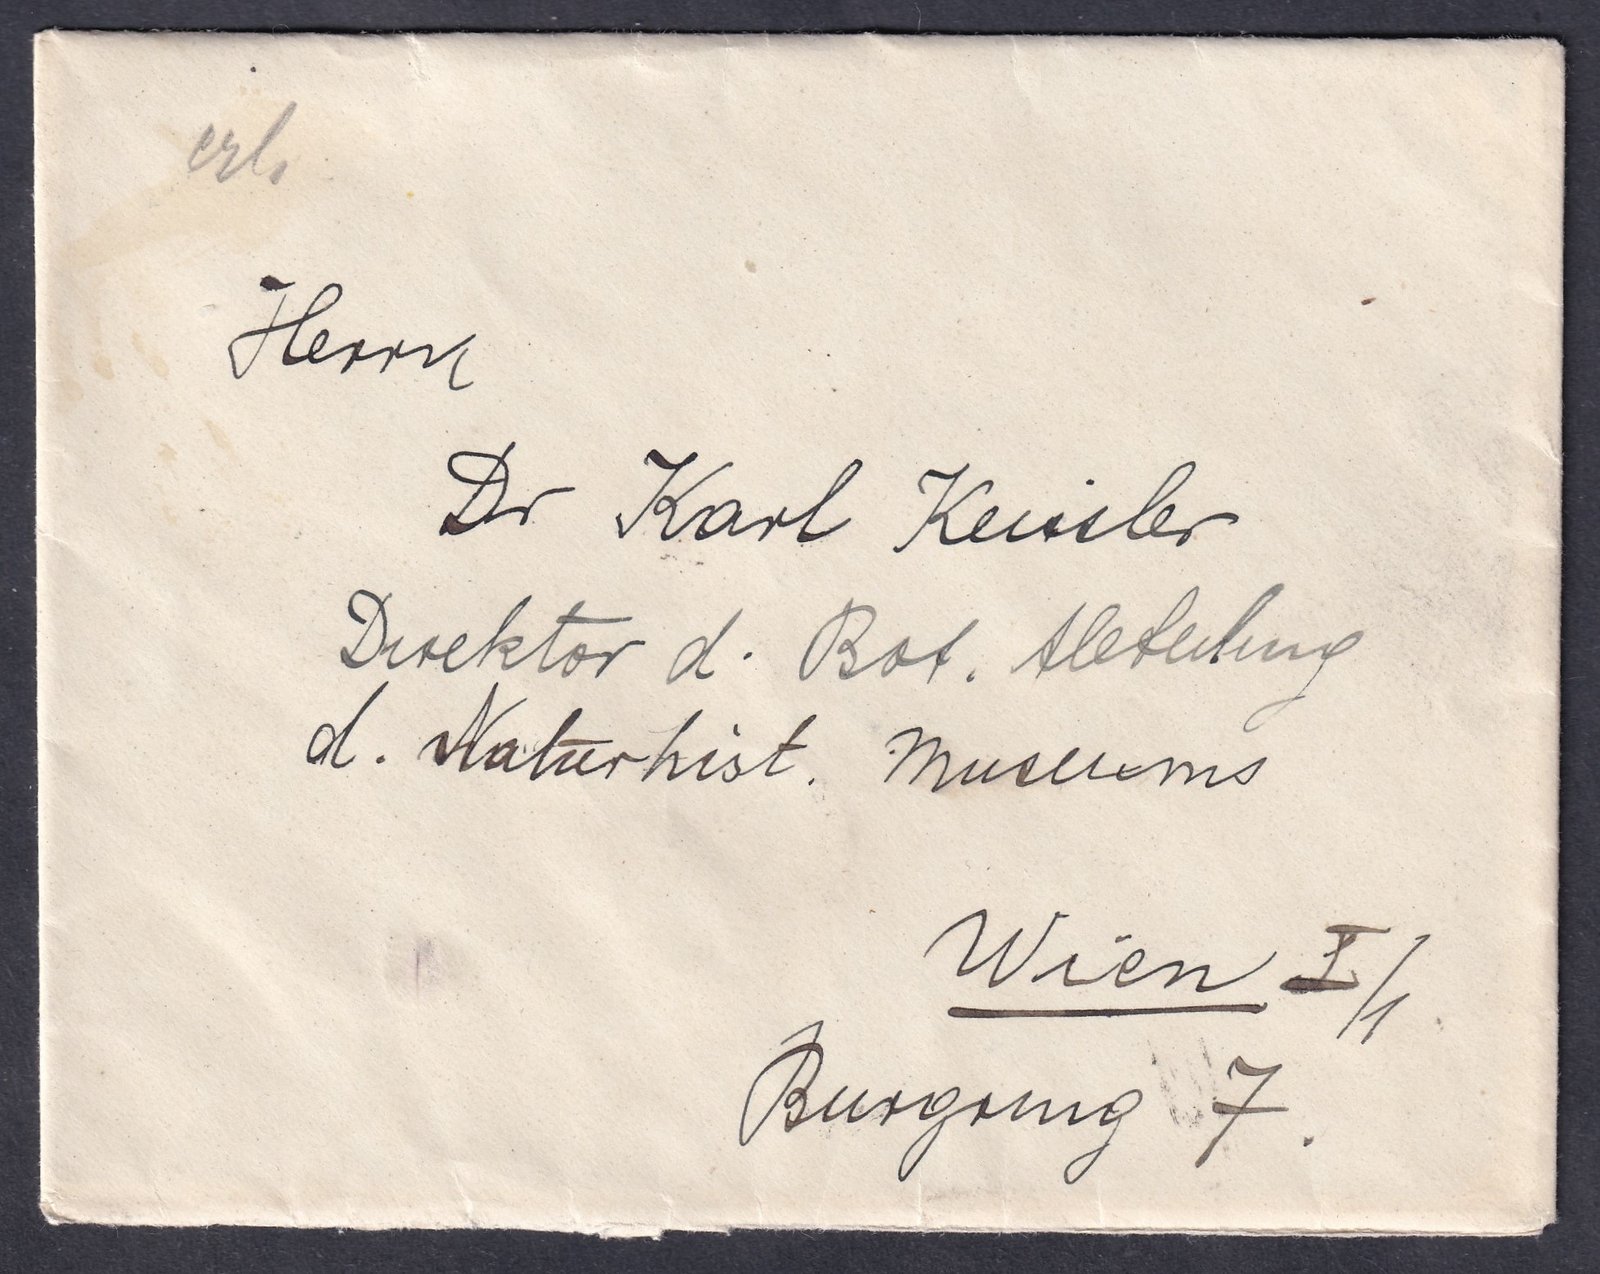 erl.
Herrn
Dr Karl Keissler
Direktor d. Bot. Abteilung
d. Naturhist. Museums
Wien I/1
Burgring 7.